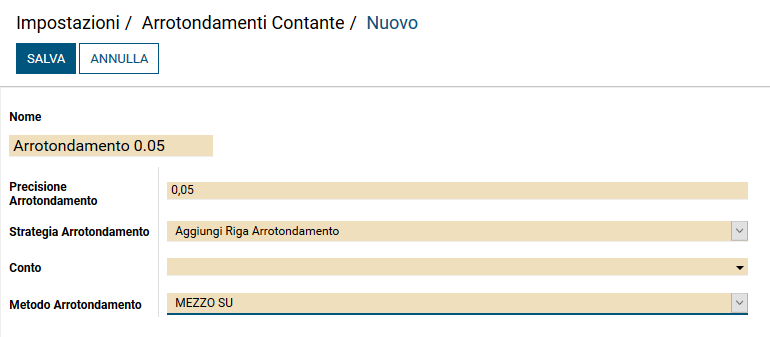 Impostazioni / Arrotondamenti Contante / Nuovo
SALVA ANNULLA
Nome
Arrotondamento 0.05
Precisione
Arrotondamento
0,05
Strategia Arrotondamento Aggiungi Riga Arrotondamento
Conto
Metodo Arrotondamento MEZZO SU